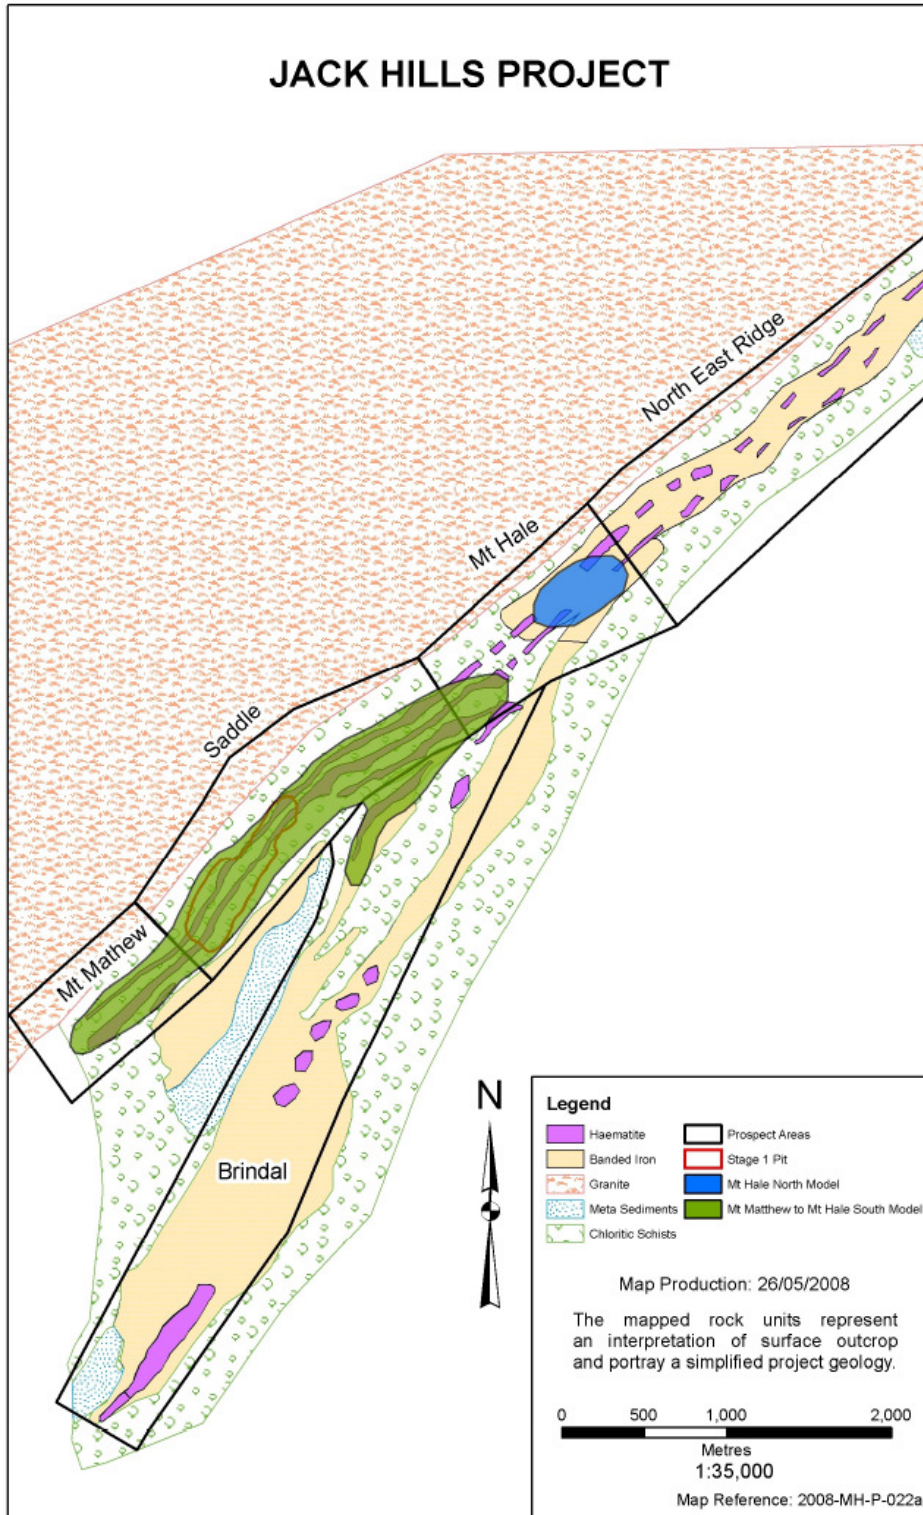 JACK HILLS PROJECT
North East Ridge
Mt Hale
Saddle
Mt Mathew
Brindal
N
Legend
Haematite
Banded Iron
Granite
Meta Sediments
Chloritic Schists
Prospect Areas
Stage 1 Pit
Mt Hale North Model
Mt Matthew to Mt Hale South Model
Map Production: 26/05/2008
The mapped rock units represent
an interpretation of surface outcrop
and portray a simplified project geology.
0 500 1,000 2,000
Metres
1:35,000
Map Reference: 2008-MH-P-022a